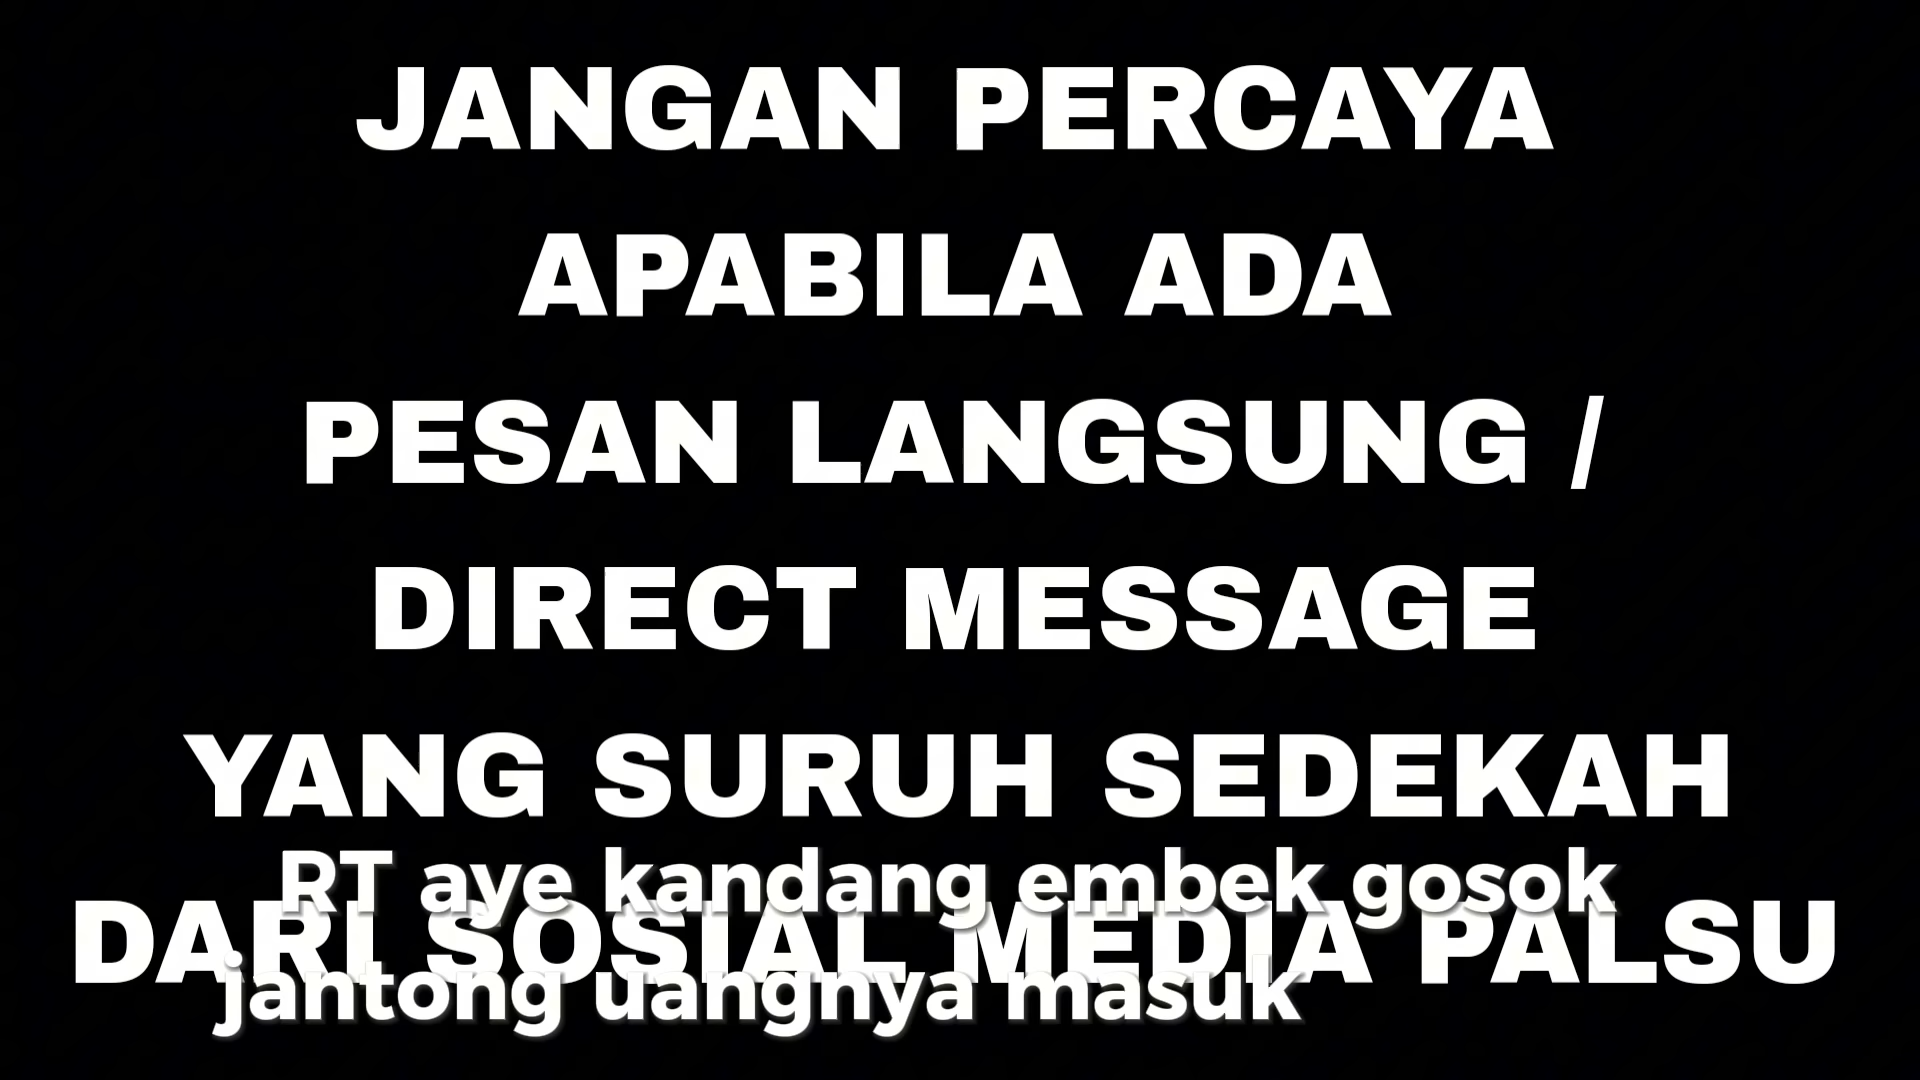 JANGAN PERCAYA
APABILA ADA
PESAN LANGSUNG /
DIRECT MESSAGE
YANG SURUH SEDEKAH
RT aye kandang embek gosok
DARI SOSIAL MEDIA PALSU
jantong uangnya masuk